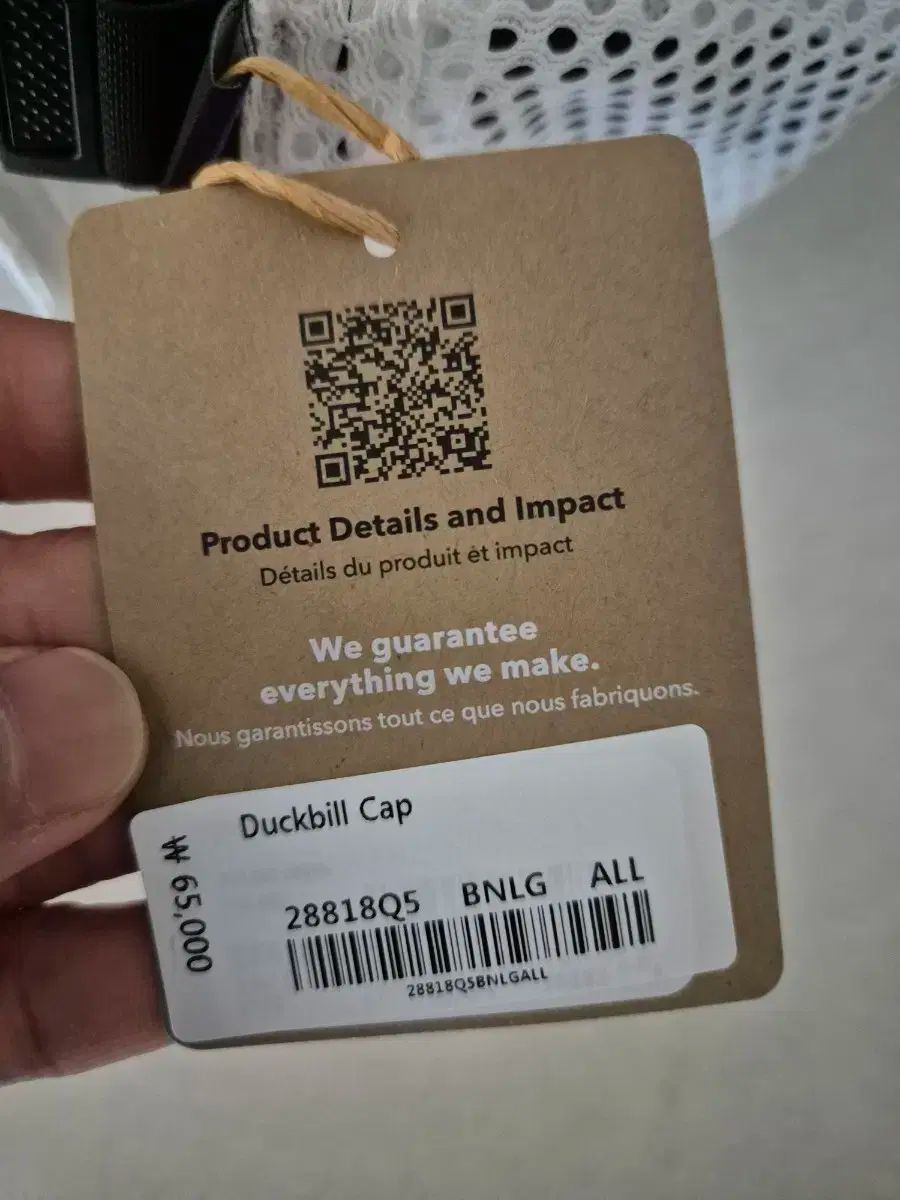 Product Details and Impact
Détails du produit et impact
We guarantee
everything we make.
Nous garantissons tout ce que nous fabriquons.
Duckbill Cap
₩ 65,000
28818Q5 BNLG ALL
28818Q5BNLGALL